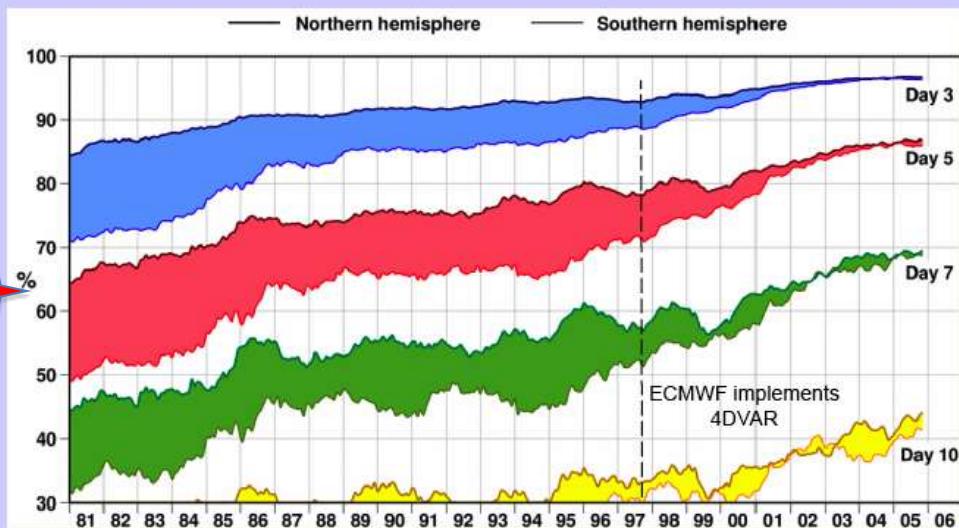 Northern hemisphere Southern hemisphere
100
90
80
70
60
50
40
30
%
Day 3
Day 5
Day 7
Day 10
ECMWF implements
4DVAR
81 82 83 84 85 86 87 88 89 90 91 92 93 94 95 96 97 98 99 00 01 02 03 04 05 06